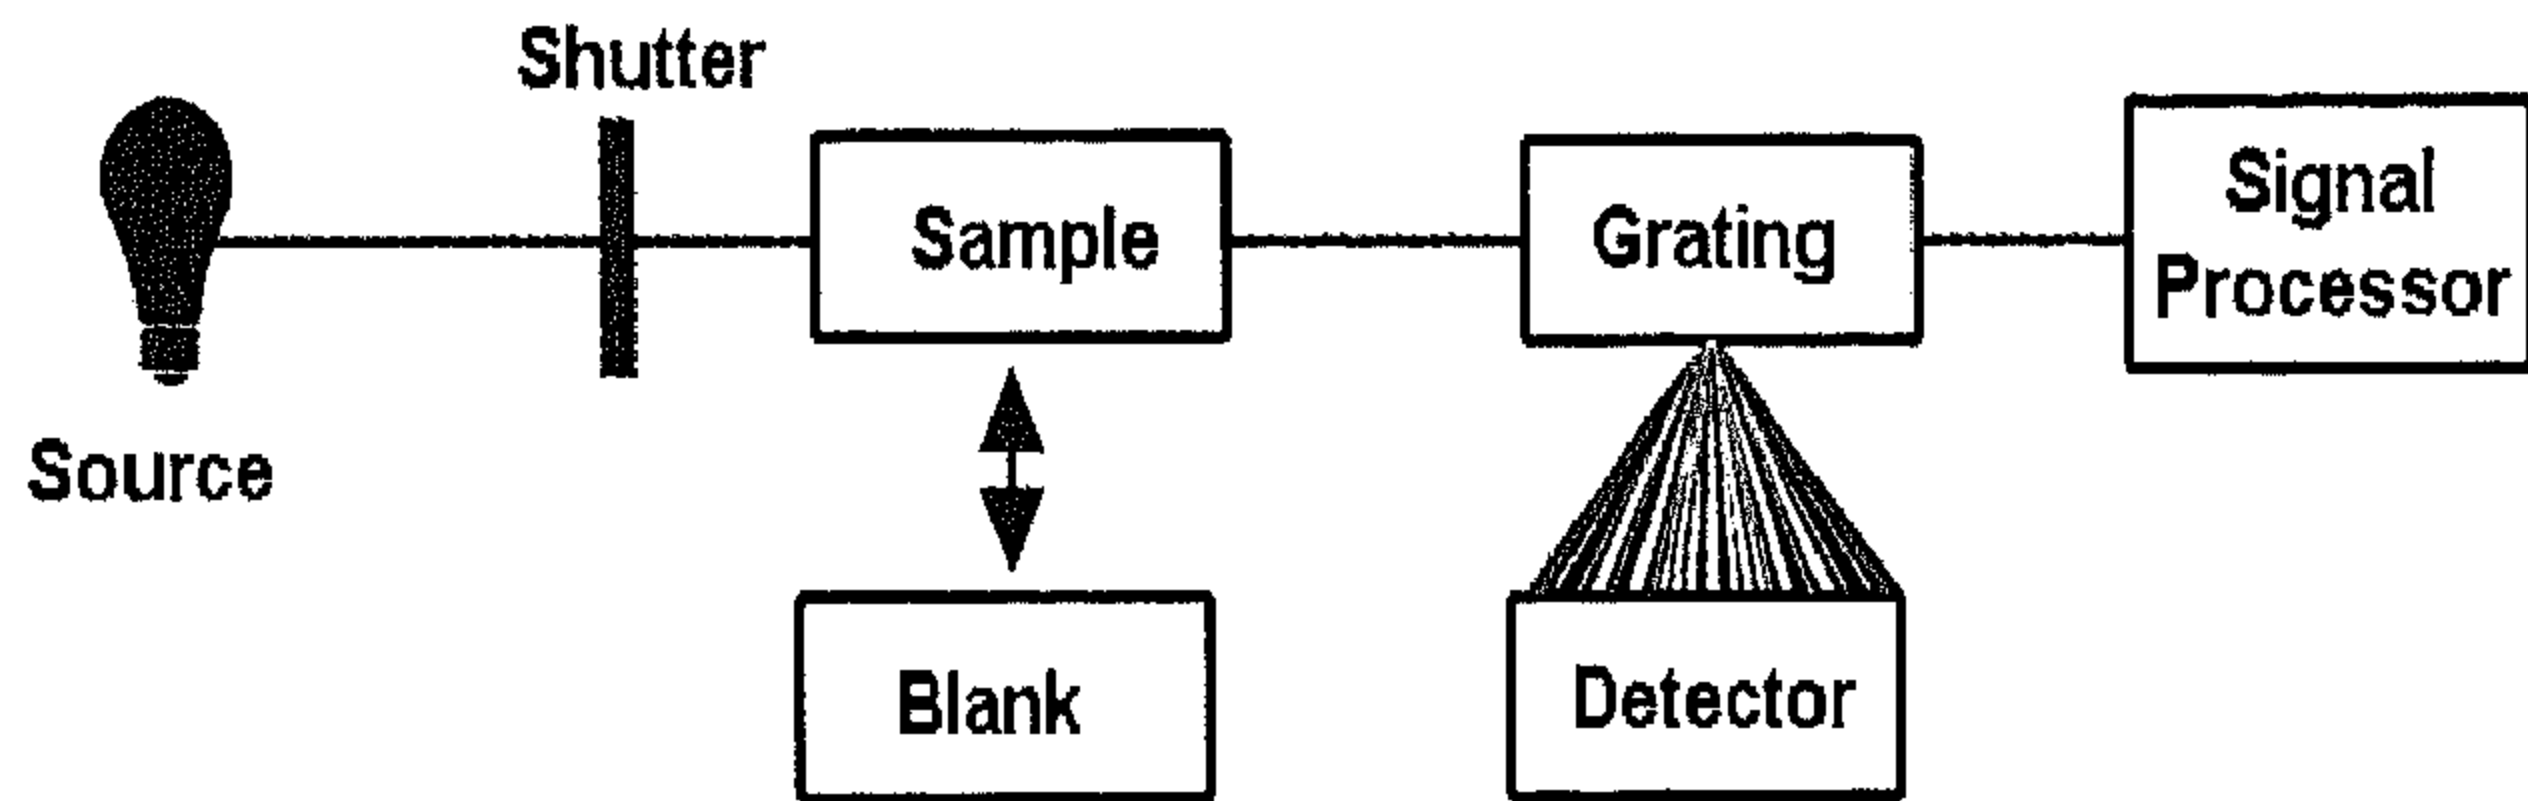 Shutter
Source
Sample
Blank
Grating
Detector
Signal
Processor